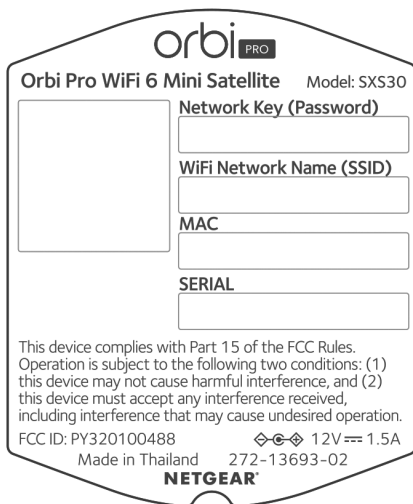 orbi PRO
Orbi Pro WiFi 6 Mini Satellite Model: SXS30
Network Key (Password)
WiFi Network Name (SSID)
MAC
SERIAL
This device complies with Part 15 of the FCC Rules.
Operation is subject to the following two conditions: (1)
this device may not cause harmful interference, and (2)
this device must accept any interference received,
including interference that may cause undesired operation.
FCC ID: PY320100488 12V 1.5A
Made in Thailand 272-13693-02
NETGEAR®